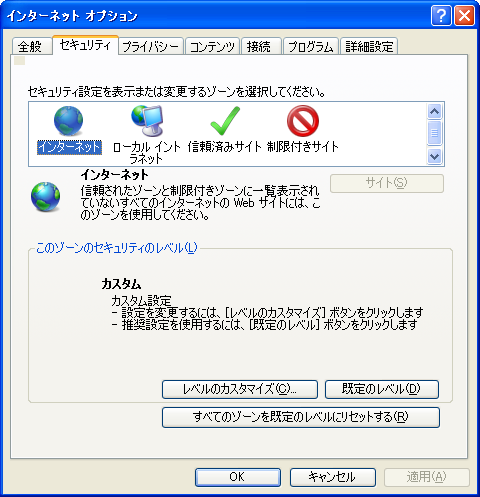 インターネット オプション
全般 セキュリティ プライバシー コンテンツ 接続 プログラム 詳細設定
セキュリティ設定を表示または変更するゾーンを選択してください。
インターネット ローカル イント 信頼済みサイト 制限付きサイト
ラネット
インターネット
サイト(S)
信頼されたゾーンと制限付きゾーンに一覧表示され
ていないすべてのインターネットの Web サイトには、こ
のゾーンを使用してください。
このゾーンのセキュリティのレベル(L)
カスタム
カスタム設定
- 設定を変更するには、[レベルのカスタマイズ] ボタンをクリックします
- 推奨設定を使用するには、[既定のレベル] ボタンをクリックします
レベルのカスタマイズ(C)... 既定のレベル(D)
すべてのゾーンを既定のレベルにリセットする(R)
OK キャンセル 適用(A)